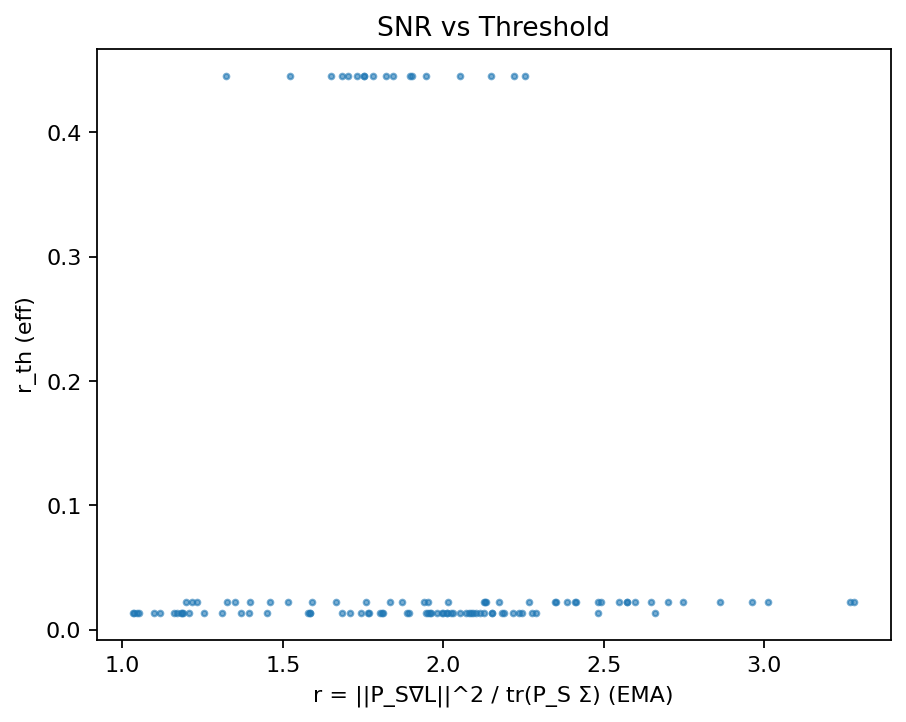 SNR vs Threshold
r_th (eff)
0.4
0.3
0.2
0.1
0.0
1.0 1.5 2.0 2.5 3.0
r = ||P_S∇L||^2 / tr(P_S Σ) (EMA)